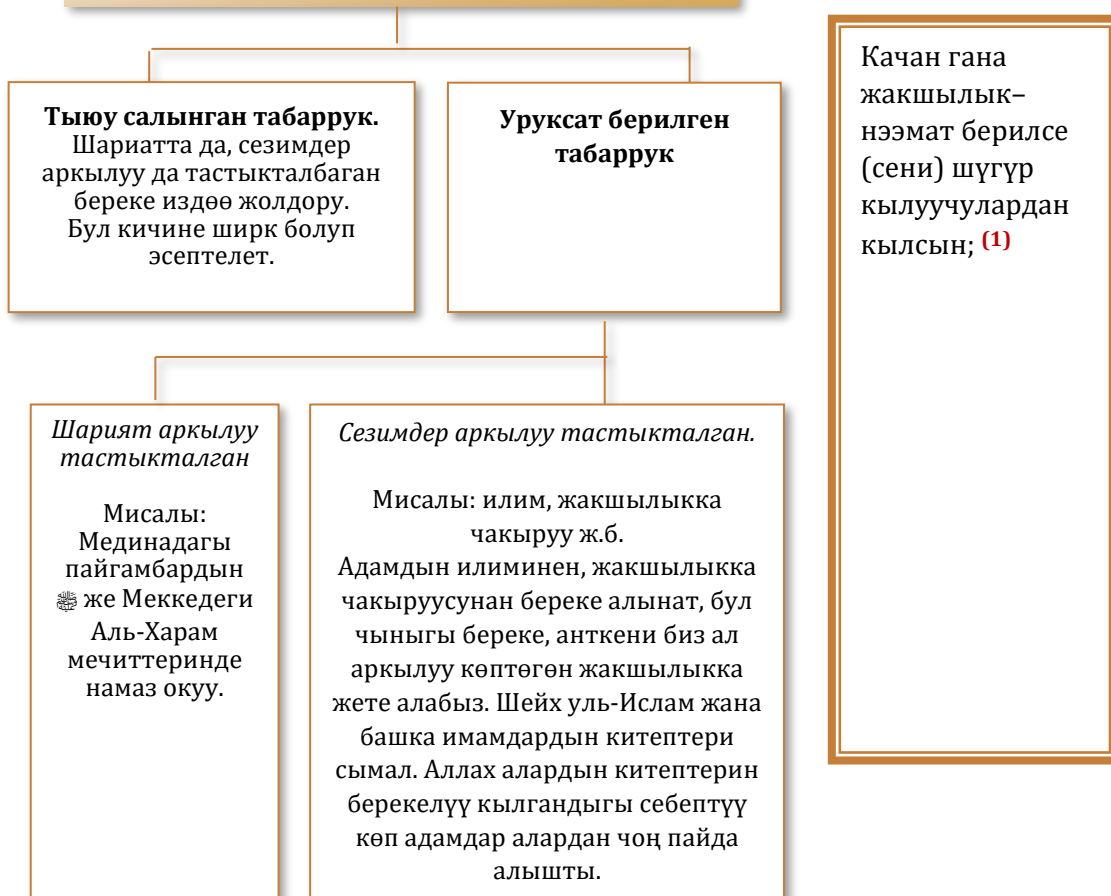 Тыюу салынган табаррук.
Шариатта да, сезимдер
аркылуу да тастыкталбаган
береке издөө жолдору.
Бул кичине ширк болуп
эсептелет.
Уруксат берилген
табаррук
Шарият аркылуу
тастыкталган
Мисалы:
Мединадагы
пайгамбардын
ﷺ же Меккедеги
Аль-Харам
мечиттеринде
намаз окуу.
Сезимдер аркылуу тастыкталган.
Мисалы: илим, жакшылыкка
чакыруу ж.б.
Адамдын илиминен, жакшылыкка
чакыруусунан береке алынат, бул
чыныгы береке, анткени биз ал
аркылуу көптөгөн жакшылыкка
жете алабыз. Шейх уль-Ислам жана
башка имамдардын китептери
сымал. Аллах алардын китептерин
берекелүү кылгандыгы себептүү
көп адамдар алардан чоң пайда
алышты.
Качан гана
жакшылык–
нээмат берилсе
(сени) шүгүр
кылуучулардан
кылсын; (1)